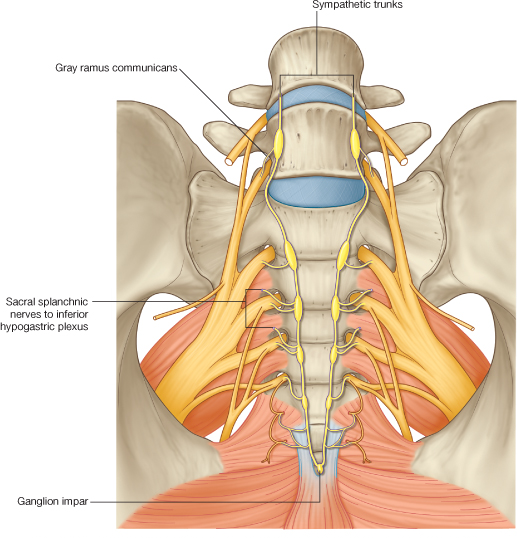 Sympathetic trunks
Gray ramus communicans
Sacral splanchnic
nerves to inferior
hypogastric plexus
Ganglion impar